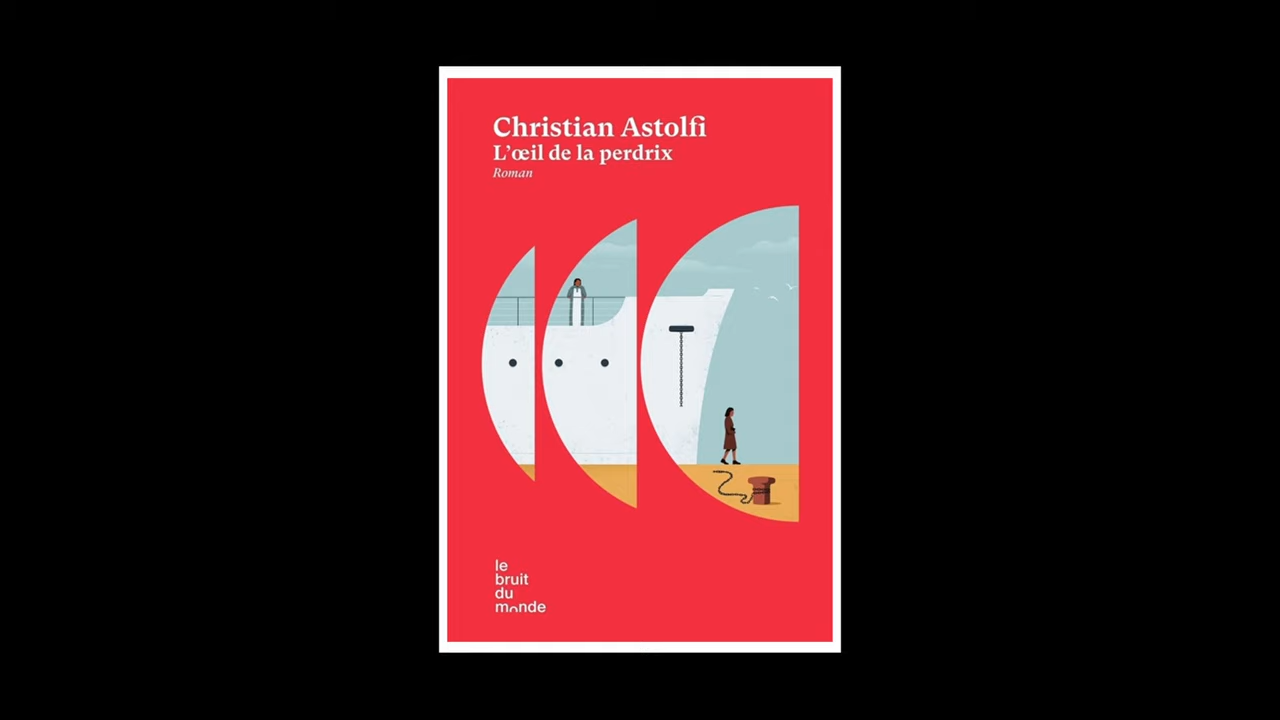 Christian Astolfi
L’œil de la perdrix
Roman
le
bruit
du
monde